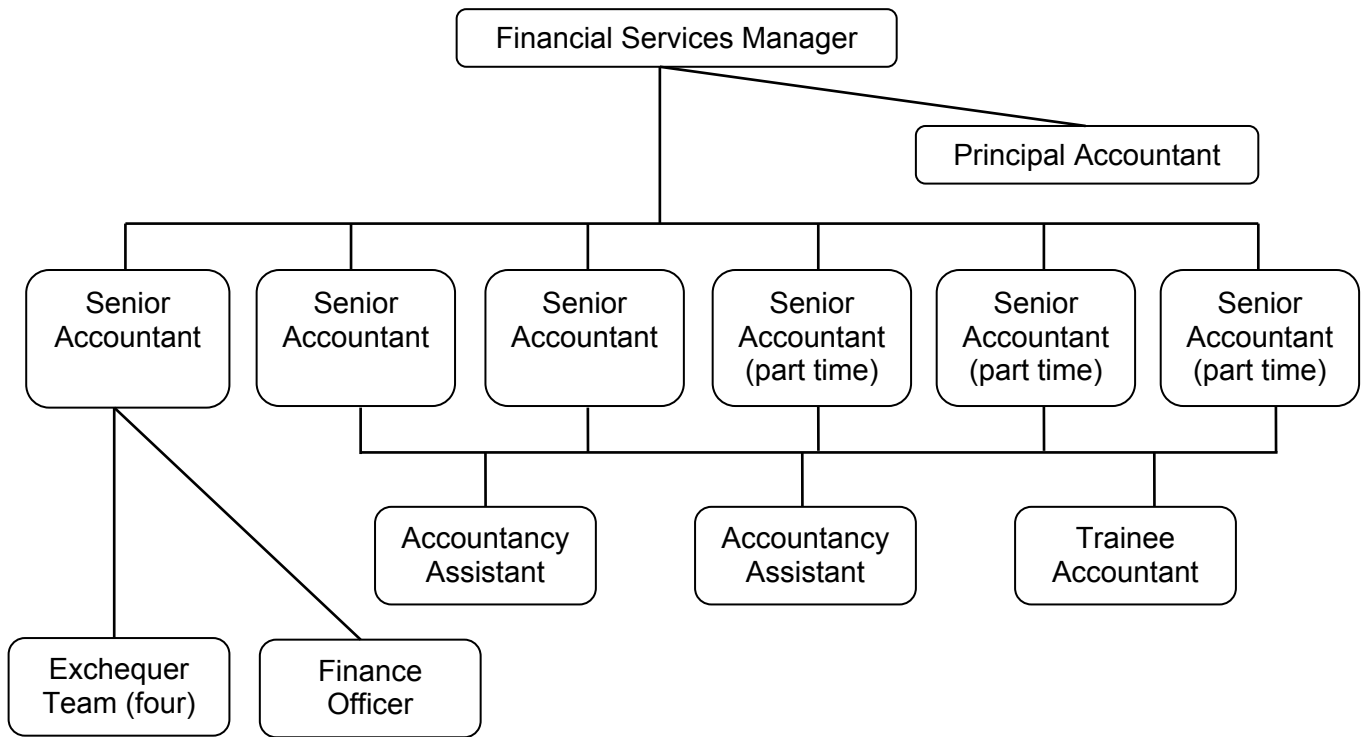 Financial Services Manager
Principal Accountant
Senior
Accountant
Senior
Accountant
Senior
Accountant
Senior
Accountant
(part time)
Senior
Accountant
(part time)
Senior
Accountant
(part time)
Accountancy
Assistant
Accountancy
Assistant
Trainee
Accountant
Exchequer
Team (four)
Finance
Officer